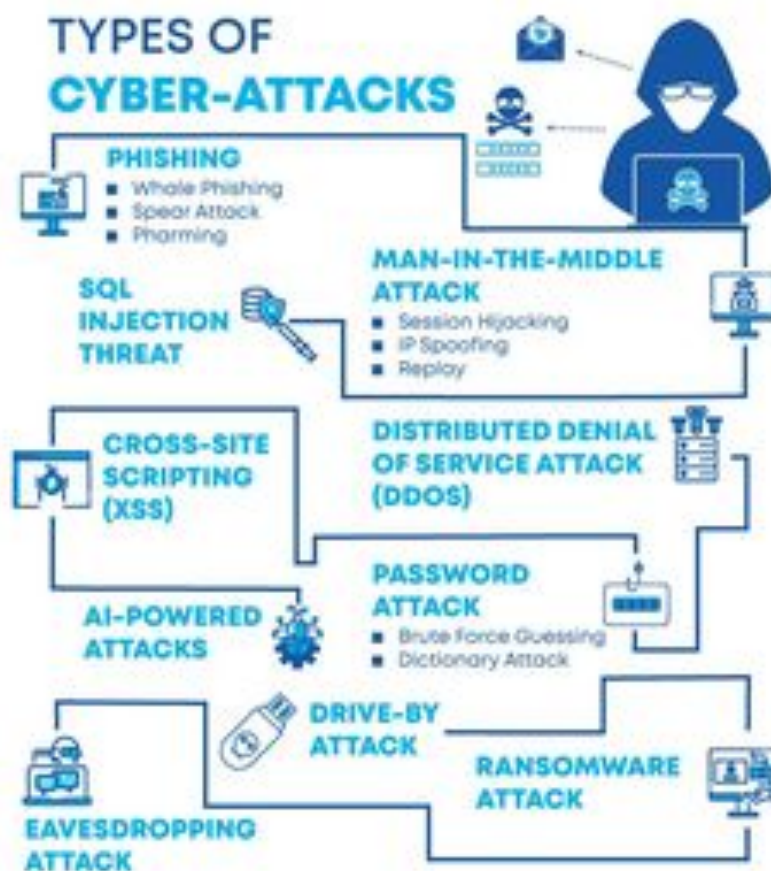 TYPES OF
CYBER-ATTACKS
PHISHING
■ Whale Phishing
■ Spear Attack
■ Pharming
MAN-IN-THE-MIDDLE
ATTACK
■ Session Hijacking
■ IP Spoofing
■ Replay
SQL
INJECTION
THREAT
CROSS-SITE
SCRIPTING
(XSS)
DISTRIBUTED DENIAL
OF SERVICE ATTACK
(DDOS)
PASSWORD
ATTACK
■ Brute Force Guessing
■ Dictionary Attack
AI-POWERED
ATTACKS
DRIVE-BY
ATTACK
RANSOMWARE
ATTACK
EAVESDROPPING
ATTACK